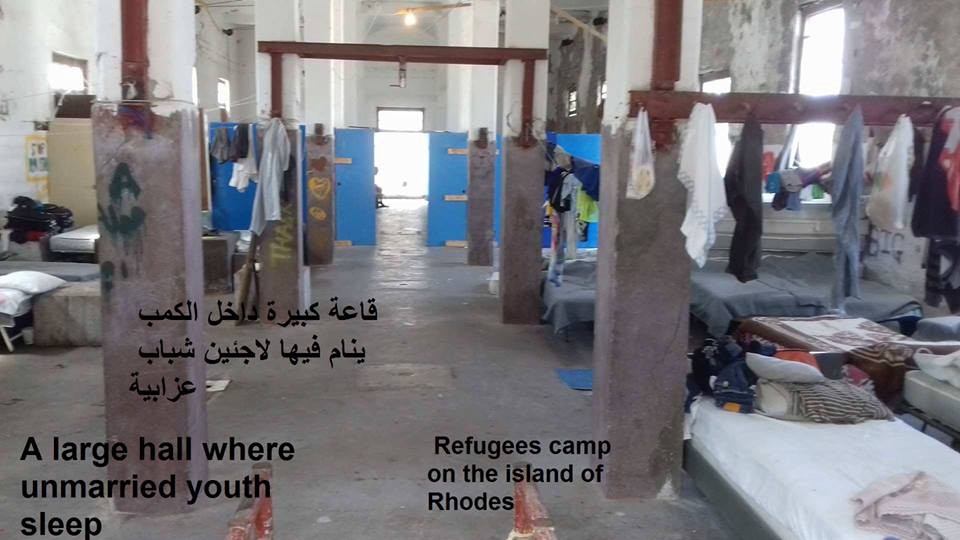 قاعة كبيرة داخل الكمب
ينام فيها لاجئين شباب
عزابية
A large hall where
unmarried youth
sleep
Refugees camp
on the island of
Rhodes